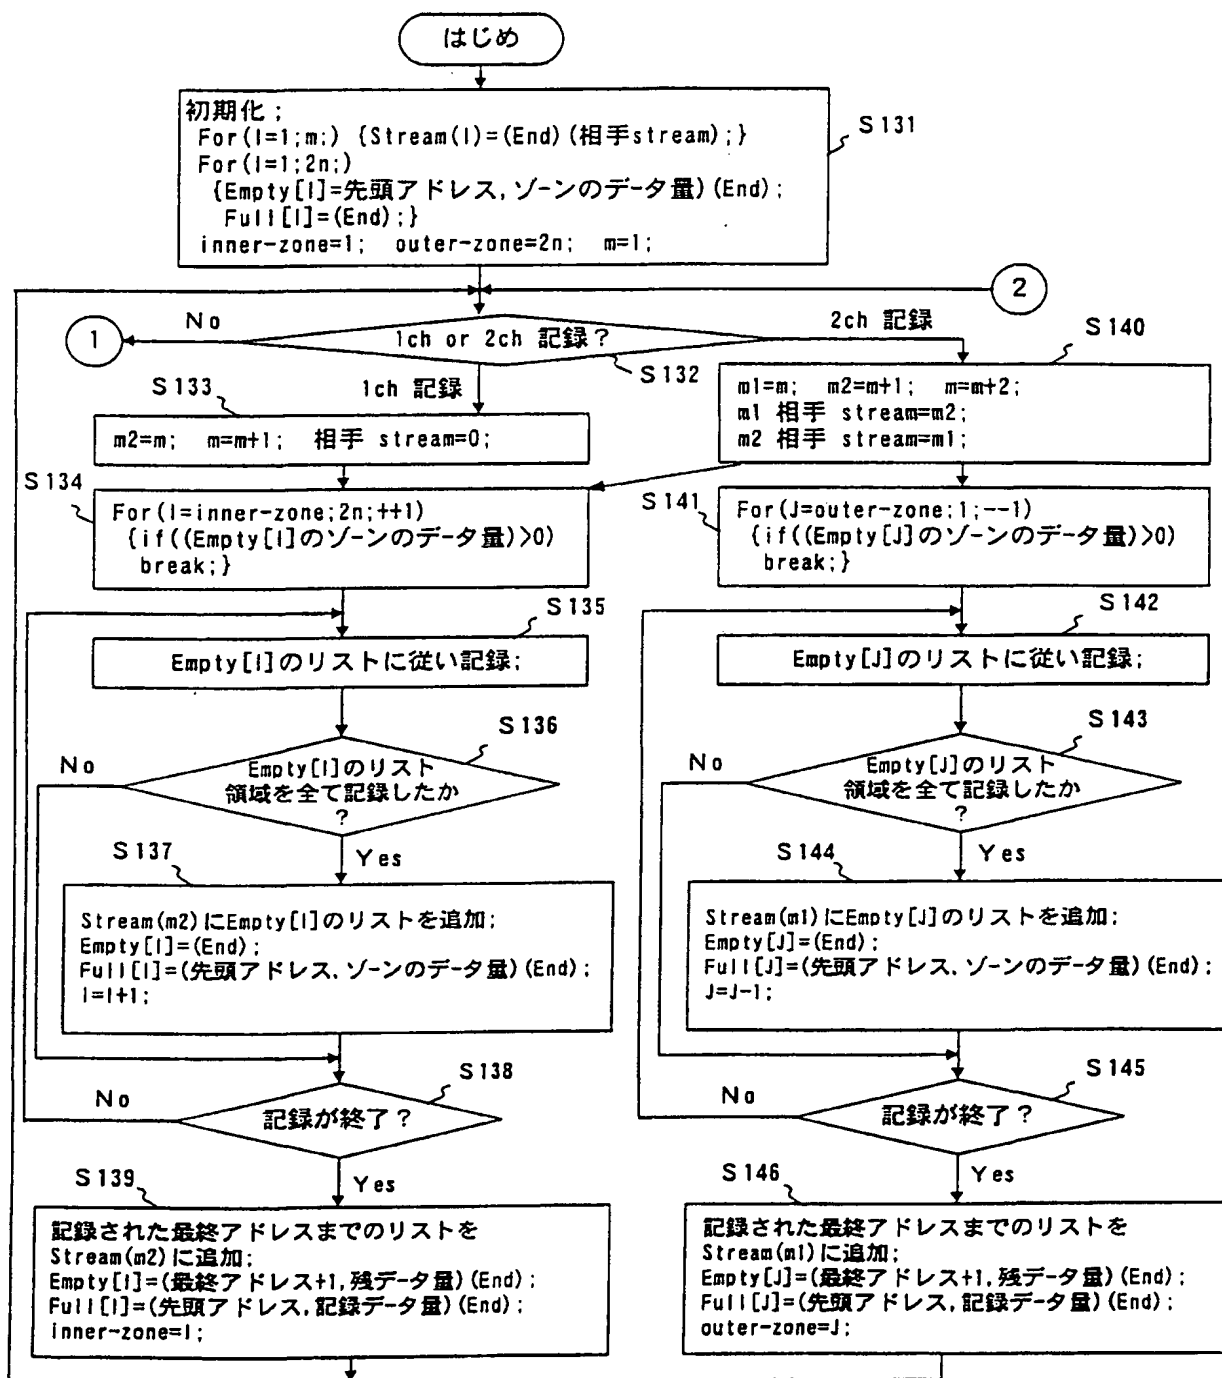 はじめ
初期化；
For(I=1;m;) {Stream(I)=(End)(相手stream);}
For(I=1;2n;)
{Empty[I]=先頭アドレス,ゾーンのデータ量)(End);
Full[I]=(End);}
inner-zone=1; outer-zone=2n; m=1;
S131
2
1
No
1ch or 2ch 記録？
2ch 記録
S132
1ch 記録
S133
m2=m; m=m+1; 相手 stream=0;
S140
m1=m; m2=m+1; m=m+2;
m1 相手 stream=m2;
m2 相手 stream=m1;
S134
For(I=inner-zone;2n;++1)
{if((Empty[I]のゾーンのデータ量)>0)
break;}
S141
For(J=outer-zone;1;--1)
{if((Empty[J]のゾーンのデータ量)>0)
break;}
S135
Empty[I]のリストに従い記録;
S142
Empty[J]のリストに従い記録;
S136
No
Empty[I]のリスト
領域を全て記録したか
？
Yes
S143
No
Empty[J]のリスト
領域を全て記録したか
？
Yes
S137
Stream(m2)にEmpty[I]のリストを追加;
Empty[I]=(End);
Full[I]=(先頭アドレス,ゾーンのデータ量)(End);
I=I+1;
S144
Stream(m1)にEmpty[J]のリストを追加;
Empty[J]=(End);
Full[J]=(先頭アドレス,ゾーンのデータ量)(End);
J=J-1;
S138
No
記録が終了？
Yes
S145
No
記録が終了？
Yes
S139
記録された最終アドレスまでのリストを
Stream(m2)に追加;
Empty[I]=(最終アドレス+1,残データ量)(End);
Full[I]=(先頭アドレス,記録データ量)(End);
inner-zone=I;
S146
記録された最終アドレスまでのリストを
Stream(m1)に追加;
Empty[J]=(最終アドレス+1,残データ量)(End);
Full[J]=(先頭アドレス,記録データ量)(End);
outer-zone=J;